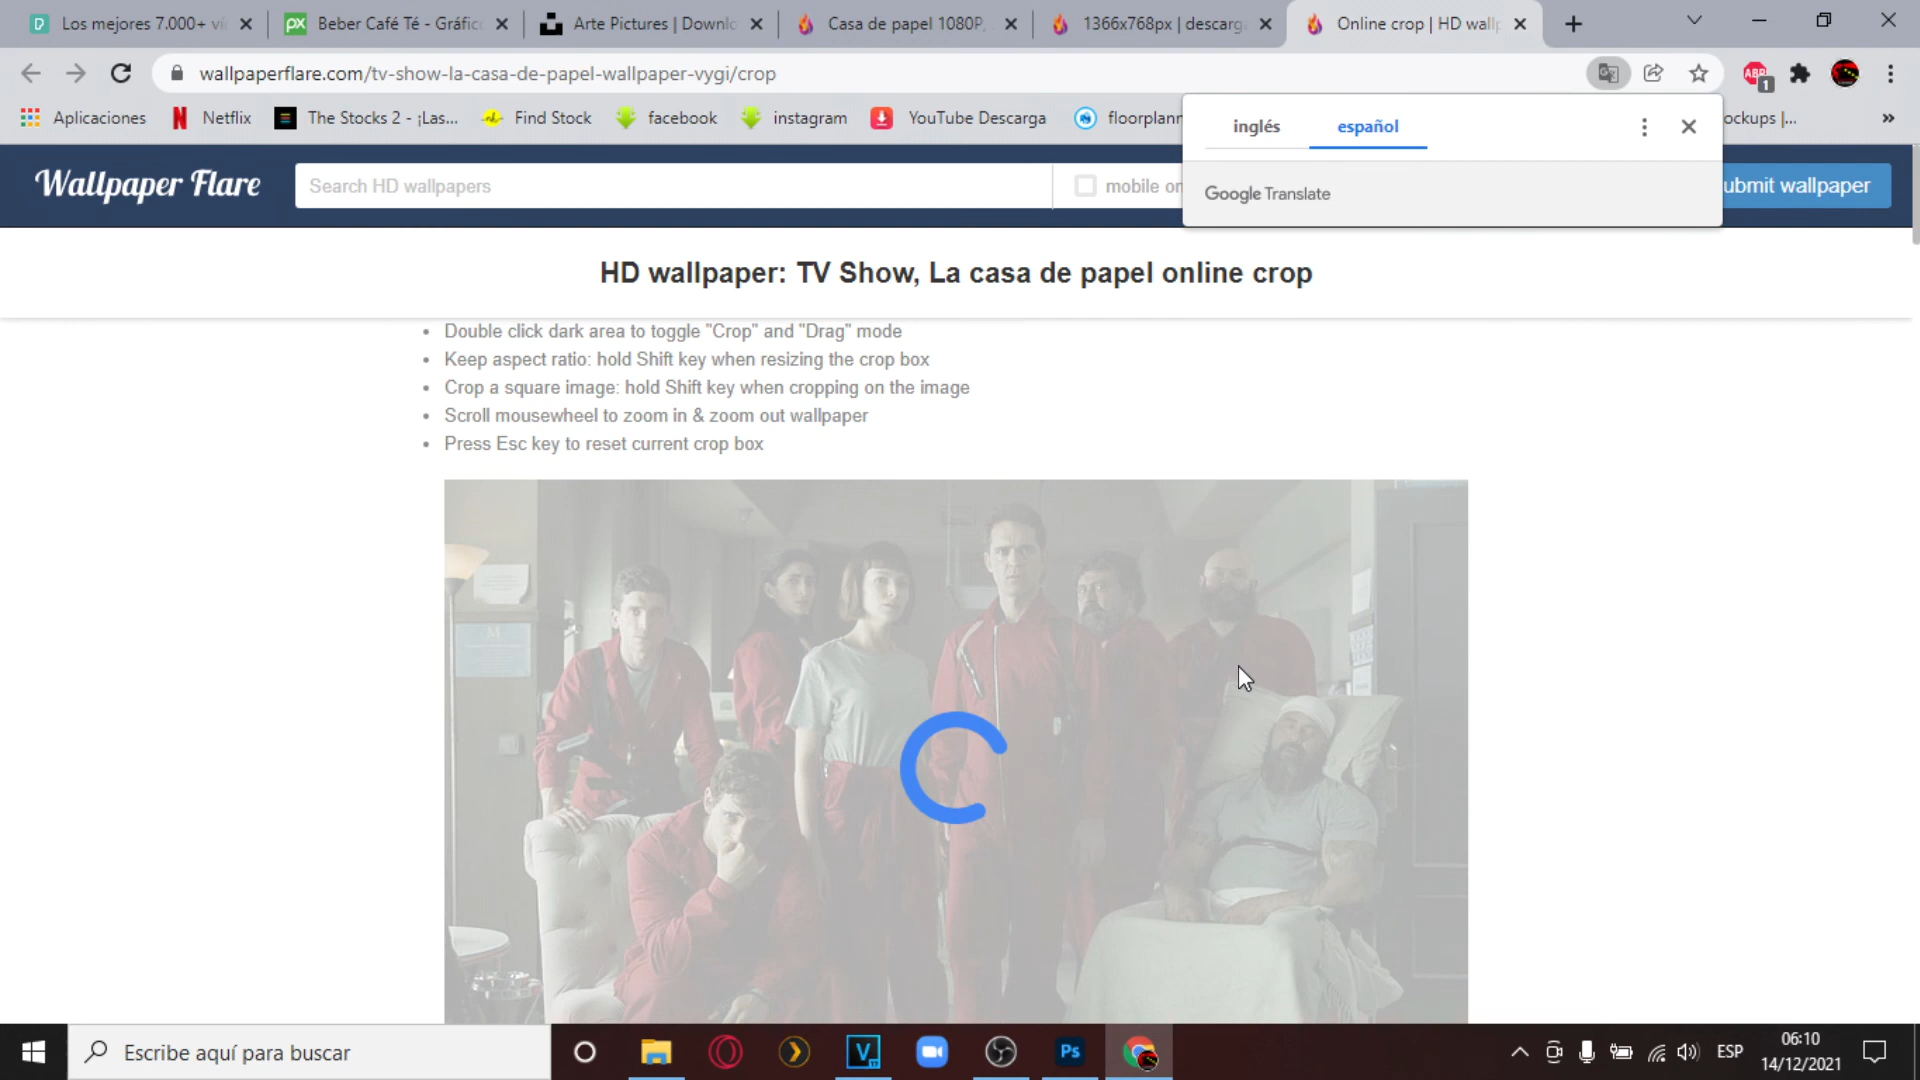 Los mejores 7.000+ ví
Beber Café Té - Gráfic
Arte Pictures | Downlo
Casa de papel 1080P,
1366x768px | descarg
Online crop | HD wallp
wallpaperflare.com/tv-show-la-casa-de-papel-wallpaper-vygi/crop
ABP
1
Aplicaciones
Netflix
The Stocks 2 - ¡Las...
Find Stock
facebook
instagram
YouTube Descarga
floorplann
ockups |...
inglés
español
Google Translate
Wallpaper Flare
Search HD wallpapers
mobile on
ubmit wallpaper
HD wallpaper: TV Show, La casa de papel online crop
Double click dark area to toggle "Crop" and "Drag" mode
Keep aspect ratio: hold Shift key when resizing the crop box
Crop a square image: hold Shift key when cropping on the image
Scroll mousewheel to zoom in & zoom out wallpaper
Press Esc key to reset current crop box
Escribe aquí para buscar
Ps
ESP
06:10
14/12/2021